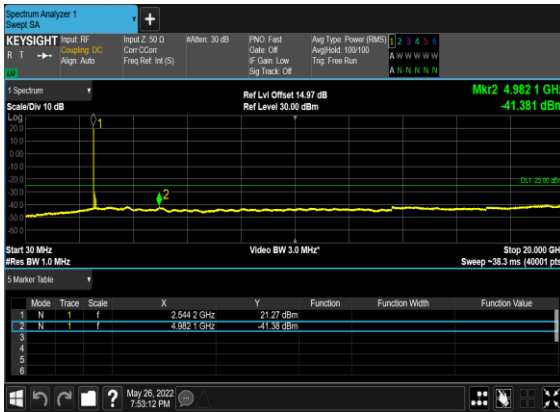 Spectrum Analyzer 1
Swept SA
+
KEYSIGHT
R T
Input: RF
Coupling: DC
Align: Auto
Input Z: 50 Ω
Corr CCorr
Freq Ref: Int (S)
#Atten: 30 dB
PNO: Fast
Gate: Off
IF Gain: Low
Sig Track: Off
Avg Type: Power (RMS)
Avg|Hold: 100/100
Trig: Free Run
1 2 3 4 5 6
A W W W W W
A N N N N N
1 Spectrum
Scale/Div 10 dB
Ref Lvl Offset 14.97 dB
Ref Level 30.00 dBm
Mkr2 4.982 1 GHz
-41.381 dBm
Log
20.0
10.0
0.00
-10.0
-20.0
-30.0
-40.0
-50.0
-60.0
1
2
DL1 -25.00 dBm
Start 30 MHz
#Res BW 1.0 MHz
Video BW 3.0 MHz*
Stop 20.000 GHz
Sweep ~38.3 ms (40001 pts)
5 Marker Table
Mode Trace Scale X Y Function Function Width Function Value
1 N 1 f 2.544 2 GHz 21.27 dBm
2 N 1 f 4.982 1 GHz -41.38 dBm
3
4
5
6
?
May 26, 2022
7:53:12 PM